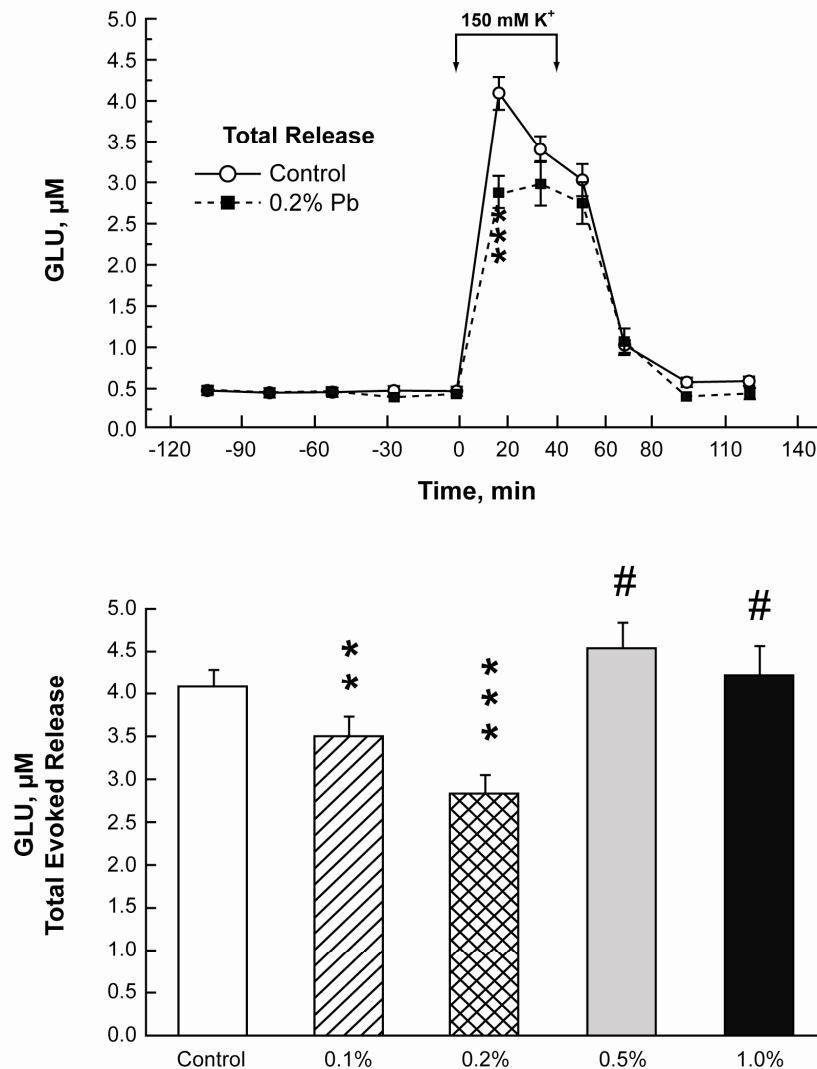 150 mM K+
5.0
4.5
4.0
3.5
3.0
2.5
2.0
1.5
1.0
0.5
0.0
GLU, µM
Total Release
Control
0.2% Pb
***
-120 -90 -60 -30 0 20 40 60 80 110 140
Time, min
5.0
4.5
4.0
3.5
3.0
2.5
2.0
1.5
1.0
0.5
0.0
GLU, µM
Total Evoked Release
**
***
#
#
Control 0.1% 0.2% 0.5% 1.0%